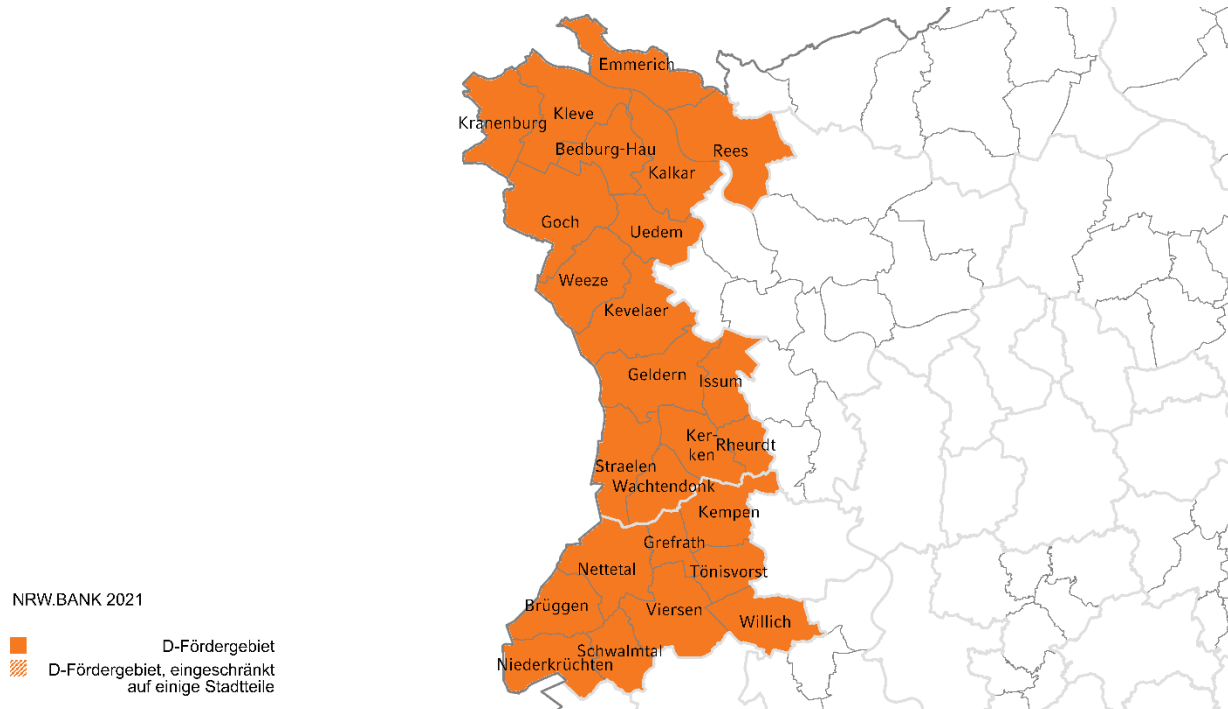 Emmerich
Kleve
Kranenburg
Bedburg-Hau
Rees
Kalkar
Goch
Uedem
Weeze
Kevelaer
Geldern
Issum
Ker-
ken
Rheurdt
Straelen
Wachtendonk
Kempen
Grefrath
Nettetal
Tönisvorst
Brüggen
Viersen
Willich
Schwalmtal
Niederkrüchten
NRW.BANK 2021
D-Fördergebiet
D-Fördergebiet, eingeschränkt
auf einige Stadtteile